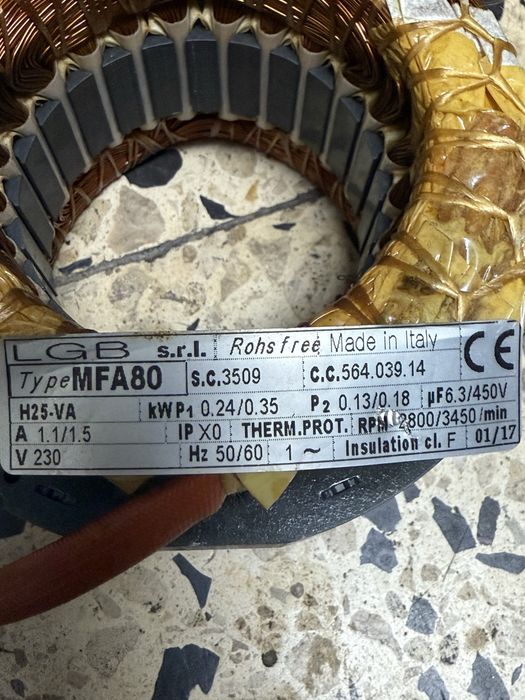 LGB s.r.l. Rohsfree Made in Italy CE
Type MFA80 S.C.3509 C.C.564.039.14
H25-VA kWP1 0.24/0.35 P2 0.13/0.18 µF6.3/450V
A 1.1/1.5 IP X0 THERM.PROT. RPM 2800/3450/min
V 230 Hz 50/60 1 ~ Insulation cl. F 01/17